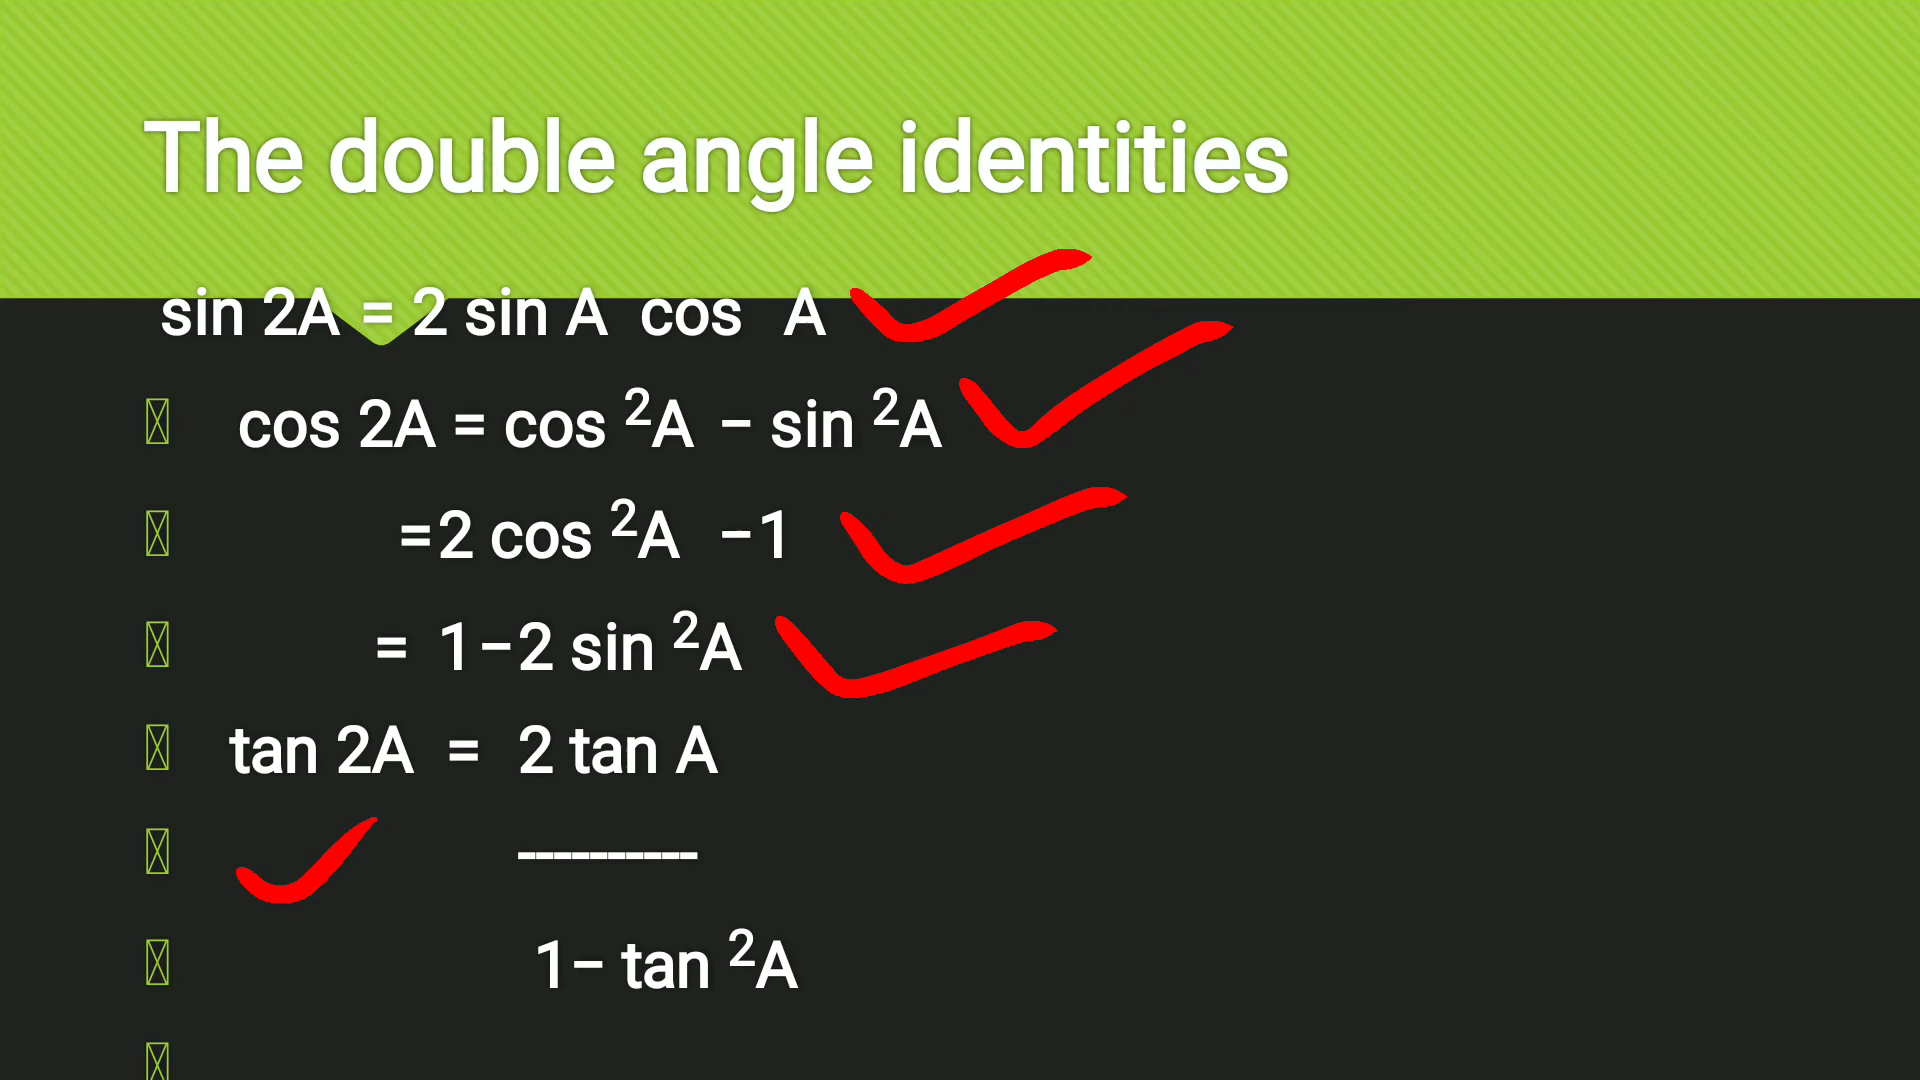 The double angle identities
sin 2A = 2 sin A cos A
cos 2A = cos ²A – sin ²A
=2 cos ²A –1
= 1–2 sin ²A
tan 2A = 2 tan A
----------
1– tan ²A